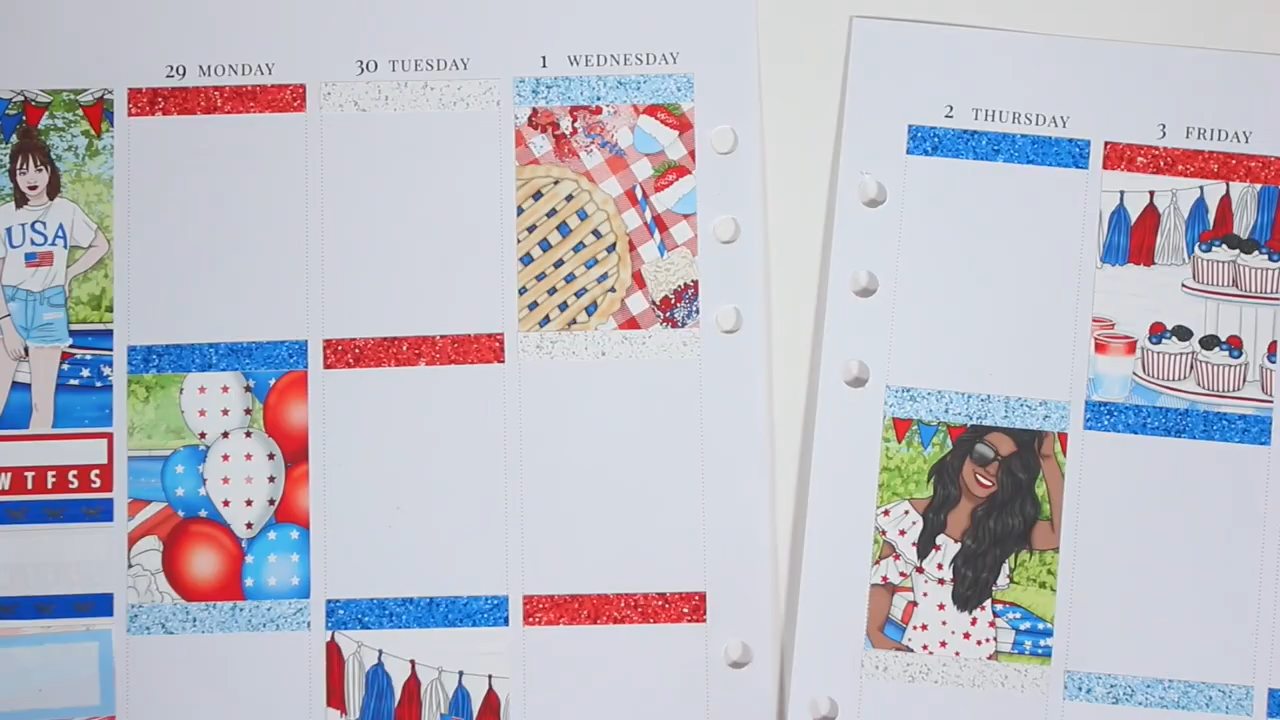 29 MONDAY
30 TUESDAY
1 WEDNESDAY
2 THURSDAY
3 FRIDAY
USA
W T F S S